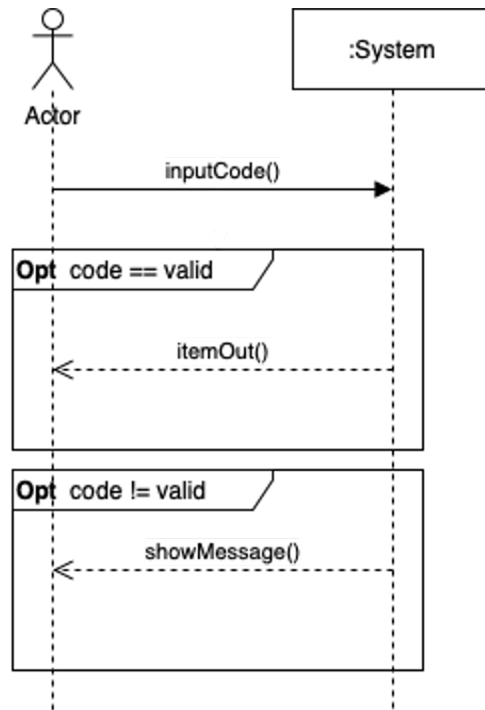 :System
Actor
inputCode()
Opt code == valid
itemOut()
Opt code != valid
showMessage()